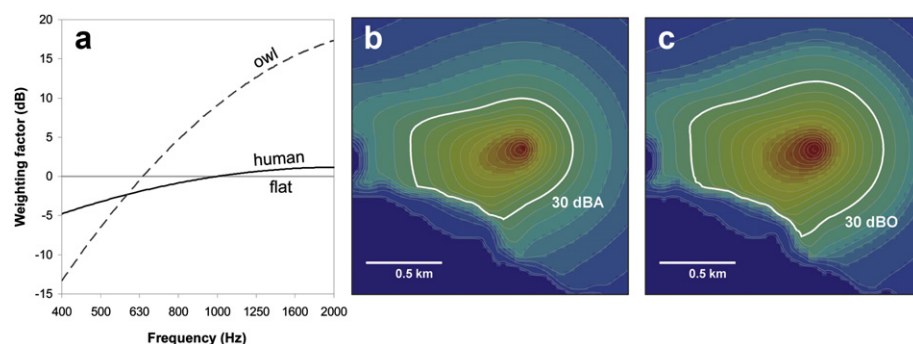 a
Weighting factor (dB)
20
15
10
5
0
-5
-10
-15
owl
human
flat
400 500 630 800 1000 1250 1600 2000
Frequency (Hz)
b
30 dBA
0.5 km
c
30 dBO
0.5 km